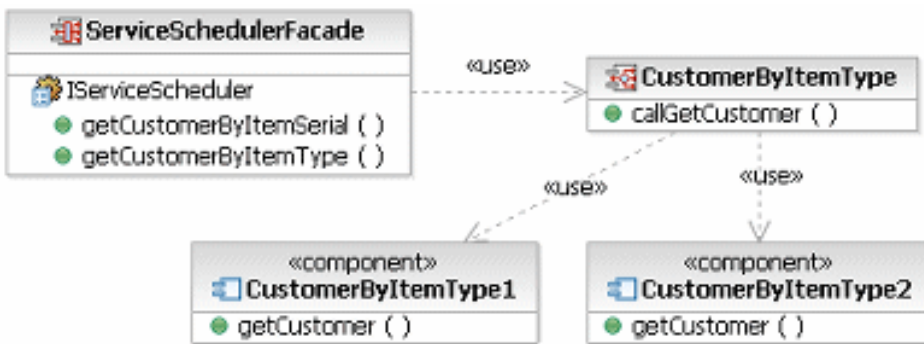 ServiceSchedulerFacade
IServiceScheduler
getCustomerByItemSerial ( )
getCustomerByItemType ( )
«use»
CustomerByItemType
callGetCustomer ( )
«use»
«use»
«component»
CustomerByItemType1
getCustomer ( )
«component»
CustomerByItemType2
getCustomer ( )